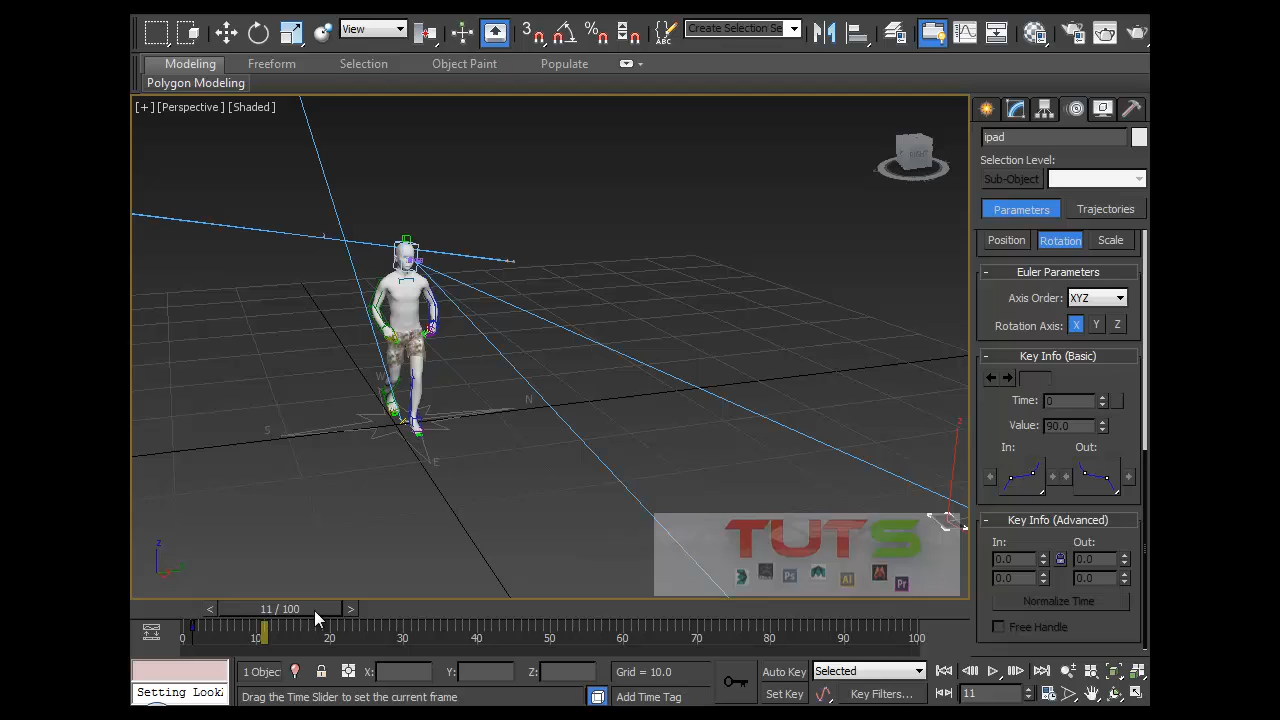 View
3
%
ABC
Create Selection Se
Modeling
Freeform
Selection
Object Paint
Populate
Polygon Modeling
[+] [Perspective] [Shaded]
ipad
Selection Level:
Sub-Object
Parameters
Trajectories
Position
Rotation
Scale
- Euler Parameters
Axis Order: XYZ
Rotation Axis: X Y Z
- Key Info (Basic)
Time: 0
Value: 90.0
In: Out:
- Key Info (Advanced)
In: Out:
0.0 0.0
0.0 0.0
Normalize Time
Free Handle
W
N
S
E
z
z
TUTS
Ps
Ai
Pr
< 11 / 100 >
0 10 20 30 40 50 60 70 80 90 100
1 Object
X:
Y:
Z:
Grid = 10.0
Auto Key
Selected
Setting Look
Drag the Time Slider to set the current frame
Add Time Tag
Set Key
Key Filters...
11